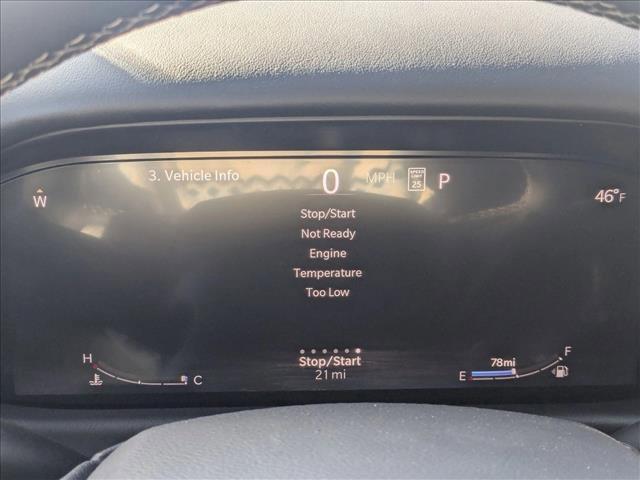 3. Vehicle Info
0 MPH
SPEED LIMIT 25
P
W
46°F
Stop/Start
Not Ready
Engine
Temperature
Too Low
H
C
Stop/Start
21 mi
78mi
E
F